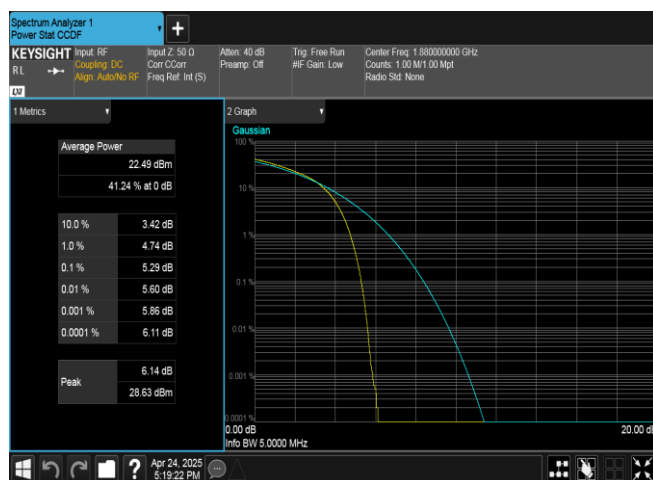 Spectrum Analyzer 1
Power Stat CCDF
+
KEYSIGHT
RL
LXI
Input: RF
Coupling: DC
Align: Auto/No RF
Input Z: 50 Ω
Corr CCorr
Freq Ref: Int (S)
Atten: 40 dB
Preamp: Off
Trig: Free Run
#IF Gain: Low
Center Freq: 1.880000000 GHz
Counts: 1.00 M/1.00 Mpt
Radio Std: None
1 Metrics
Average Power
22.49 dBm
41.24 % at 0 dB
10.0 % 3.42 dB
1.0 % 4.74 dB
0.1 % 5.29 dB
0.01 % 5.60 dB
0.001 % 5.86 dB
0.0001 % 6.11 dB
Peak
6.14 dB
28.63 dBm
2 Graph
Gaussian
100 %
10 %
1 %
0.1 %
0.01 %
0.001 %
0.0001 %
0.00 dB
20.00 dB
Info BW 5.0000 MHz
?
Apr 24, 2025
5:19:22 PM